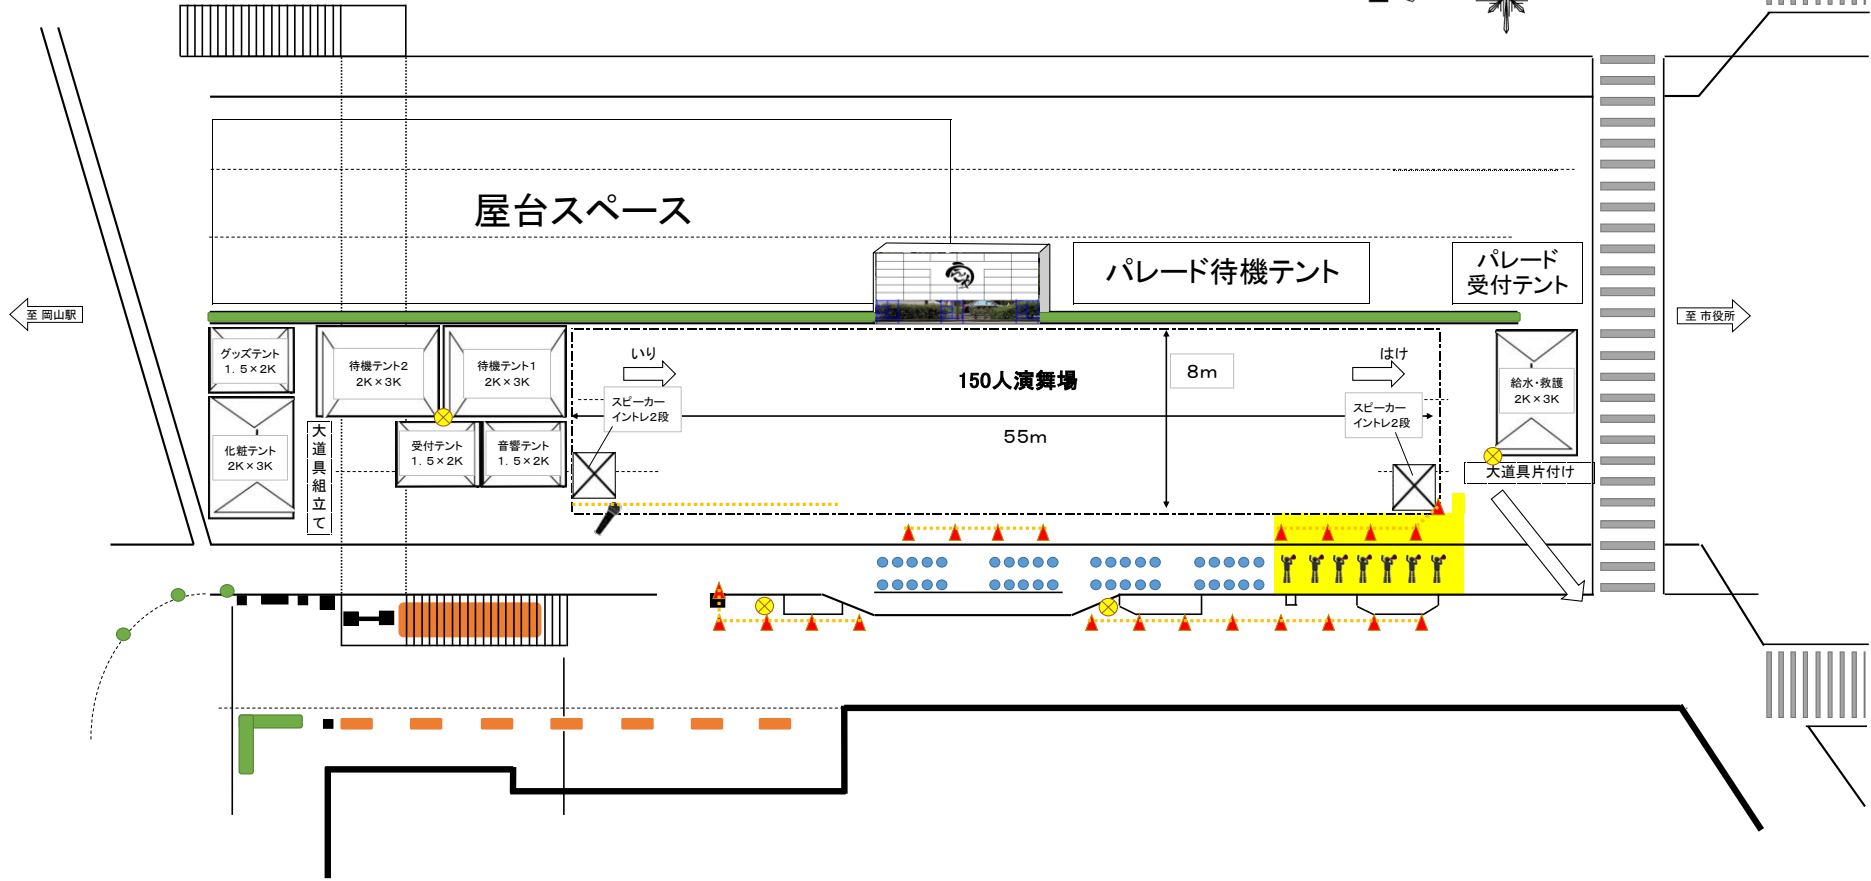 屋台スペース
パレード待機テント
パレード
受付テント
至 岡山駅
至 市役所
グッズテント
1.5×2K
待機テント2
2K×3K
待機テント1
2K×3K
いり
はけ
150人演舞場
8m
55m
スピーカー
イントレ2段
スピーカー
イントレ2段
給水・救護
2K×3K
化粧テント
2K×3K
大道具組立て
受付テント
1.5×2K
音響テント
1.5×2K
大道具片付け